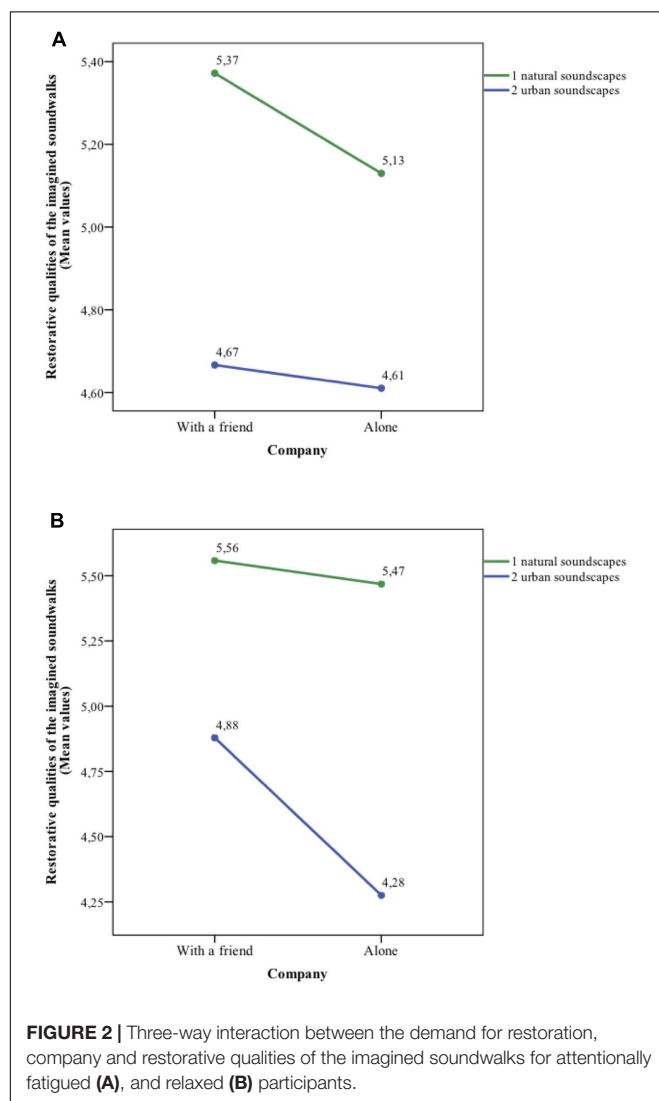 A
Restorative qualities of the imagined soundwalks
(Mean values)
5,40
5,20
5,00
4,80
4,60
5,37
5,13
4,67
4,61
1 natural soundscapes
2 urban soundscapes
With a friend
Alone
Company
B
Restorative qualities of the imagined soundwalks
(Mean values)
5,50
5,25
5,00
4,75
4,50
4,25
5,56
5,47
4,88
4,28
1 natural soundscapes
2 urban soundscapes
With a friend
Alone
Company
FIGURE 2 | Three-way interaction between the demand for restoration,
company and restorative qualities of the imagined soundwalks for attentionally
fatigued (A), and relaxed (B) participants.